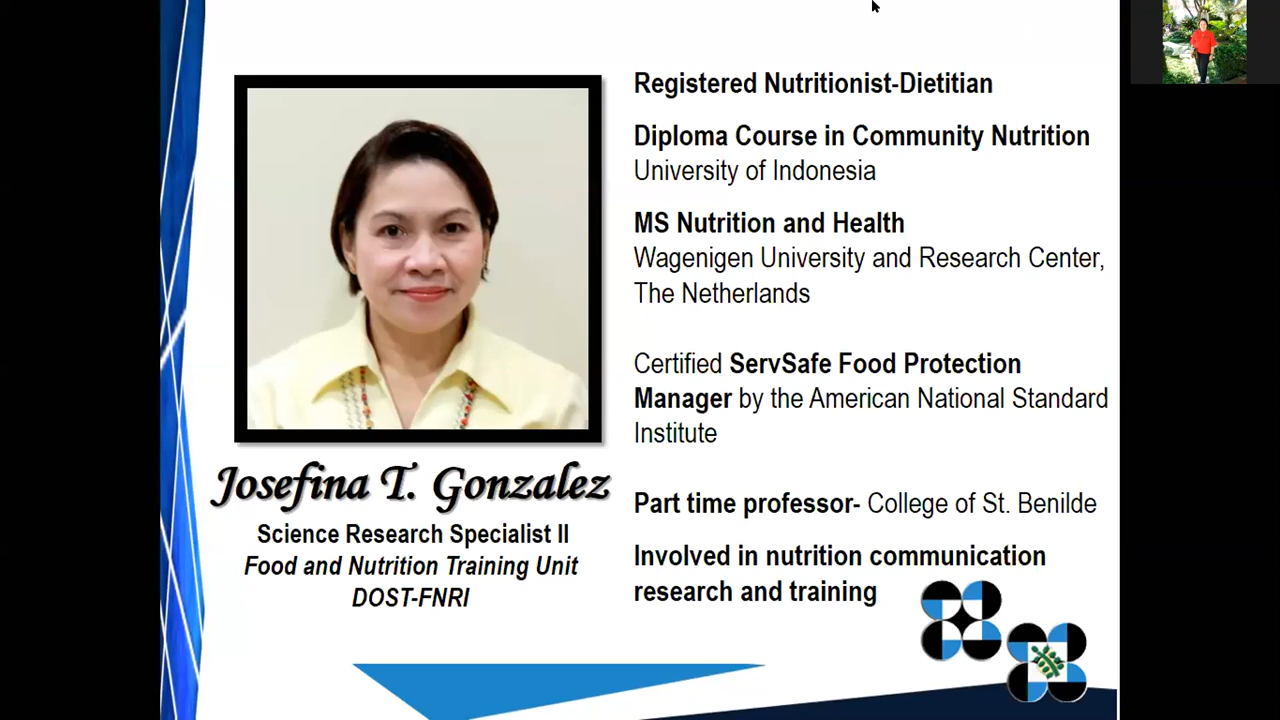 Josefina T. Gonzalez
Science Research Specialist II
Food and Nutrition Training Unit
DOST-FNRI
Registered Nutritionist-Dietitian
Diploma Course in Community Nutrition
University of Indonesia
MS Nutrition and Health
Wagenigen University and Research Center,
The Netherlands
Certified ServSafe Food Protection
Manager by the American National Standard
Institute
Part time professor- College of St. Benilde
Involved in nutrition communication
research and training